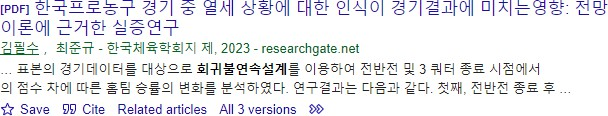 [PDF] 한국프로농구 경기 중 열세 상황에 대한 인식이 경기결과에 미치는영향: 전망
이론에 근거한 실증연구
김필수, 최준규 - 한국체육학회지 제, 2023 - researchgate.net
... 표본의 경기데이터를 대상으로 회귀불연속설계를 이용하여 전반전 및 3 쿼터 종료 시점에서
의 점수 차에 따른 홈팀 승률의 변화를 분석하였다. 연구결과는 다음과 같다. 첫째, 전반전 종료 후 ...
Save Cite Related articles All 3 versions